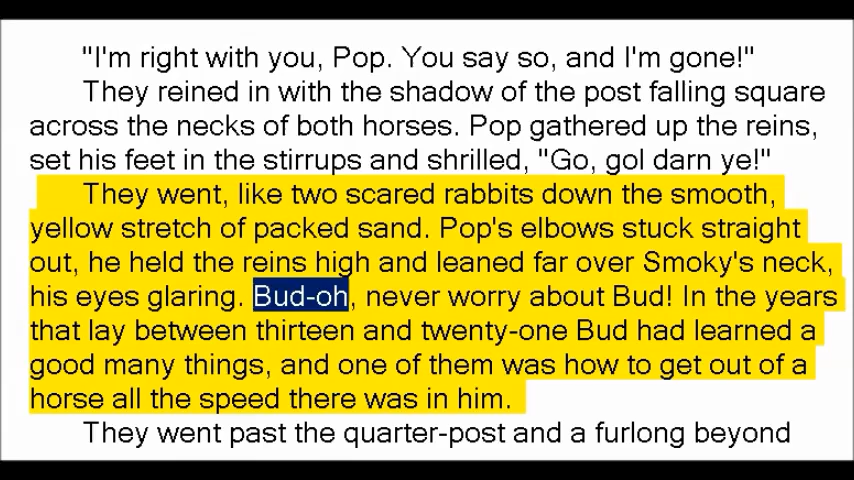 "I'm right with you, Pop. You say so, and I'm gone!"
They reined in with the shadow of the post falling square
across the necks of both horses. Pop gathered up the reins,
set his feet in the stirrups and shrilled, "Go, gol darn ye!"
They went, like two scared rabbits down the smooth,
yellow stretch of packed sand. Pop's elbows stuck straight
out, he held the reins high and leaned far over Smoky's neck,
his eyes glaring. Bud-oh, never worry about Bud! In the years
that lay between thirteen and twenty-one Bud had learned a
good many things, and one of them was how to get out of a
horse all the speed there was in him.
They went past the quarter-post and a furlong beyond